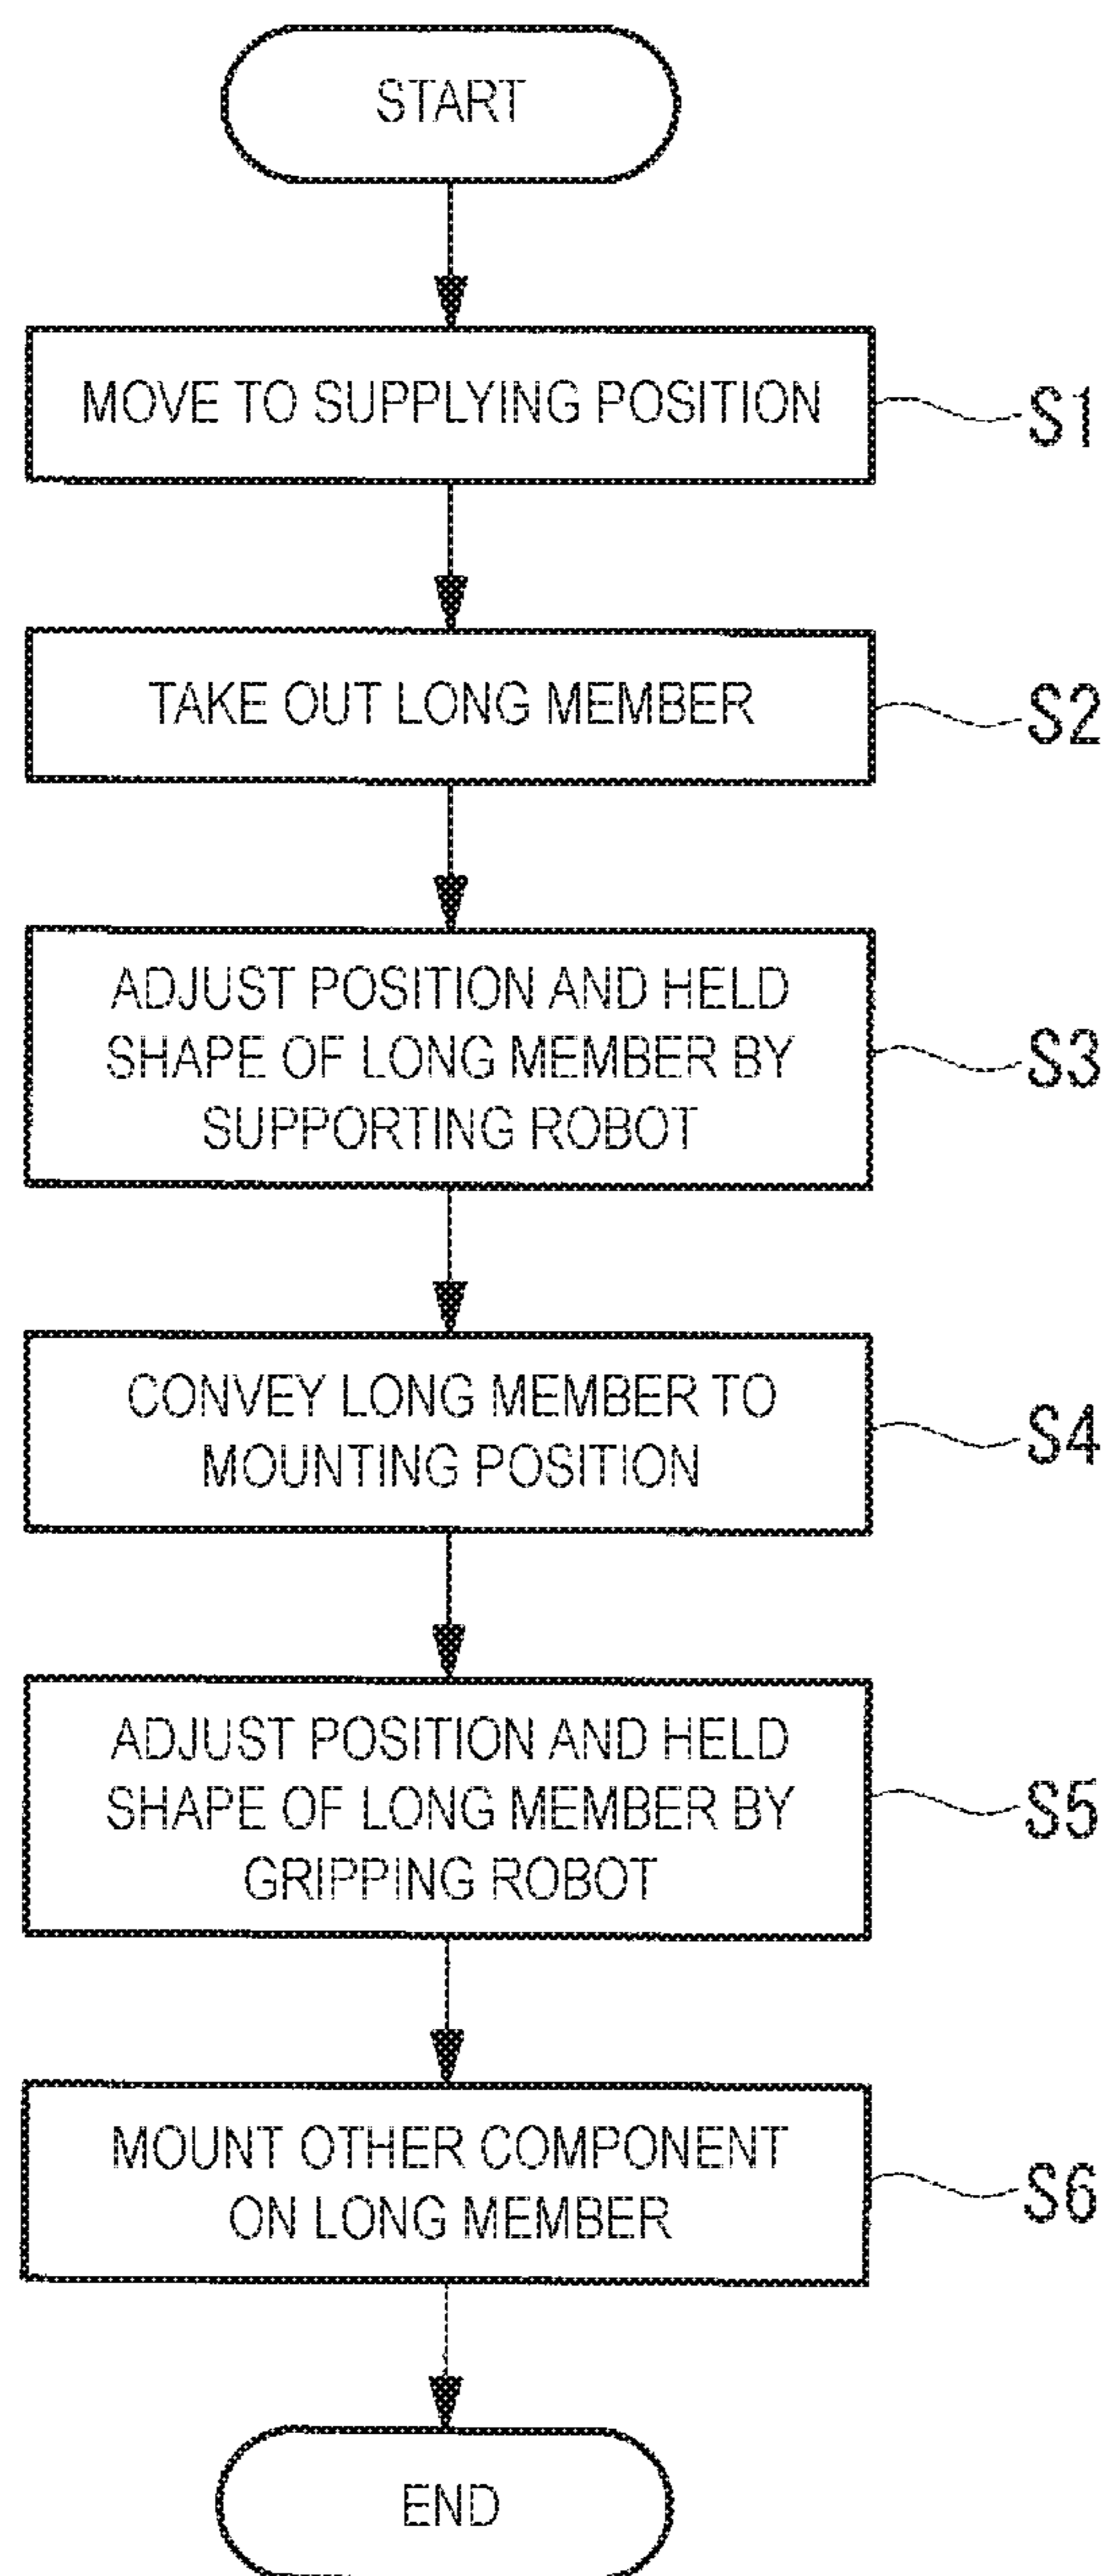 START
MOVE TO SUPPLYING POSITION
S1
TAKE OUT LONG MEMBER
S2
ADJUST POSITION AND HELD
SHAPE OF LONG MEMBER BY
SUPPORTING ROBOT
S3
CONVEY LONG MEMBER TO
MOUNTING POSITION
S4
ADJUST POSITION AND HELD
SHAPE OF LONG MEMBER BY
GRIPPING ROBOT
S5
MOUNT OTHER COMPONENT
ON LONG MEMBER
S6
END